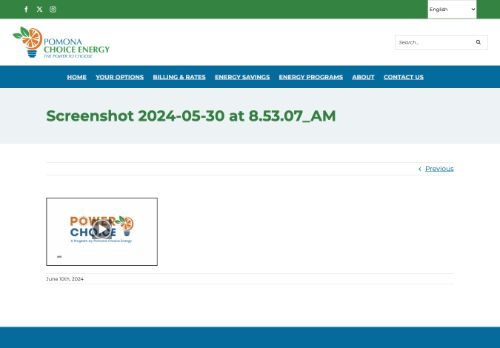 English
POMONA
CHOICE ENERGY
THE POWER TO CHOOSE
Search...
HOME YOUR OPTIONS BILLING & RATES ENERGY SAVINGS ENERGY PROGRAMS ABOUT CONTACT US
Screenshot 2024-05-30 at 8.53.07_AM
Previous
POWER
CHOICE
A Program by Pomona Choice Energy
June 10th, 2024